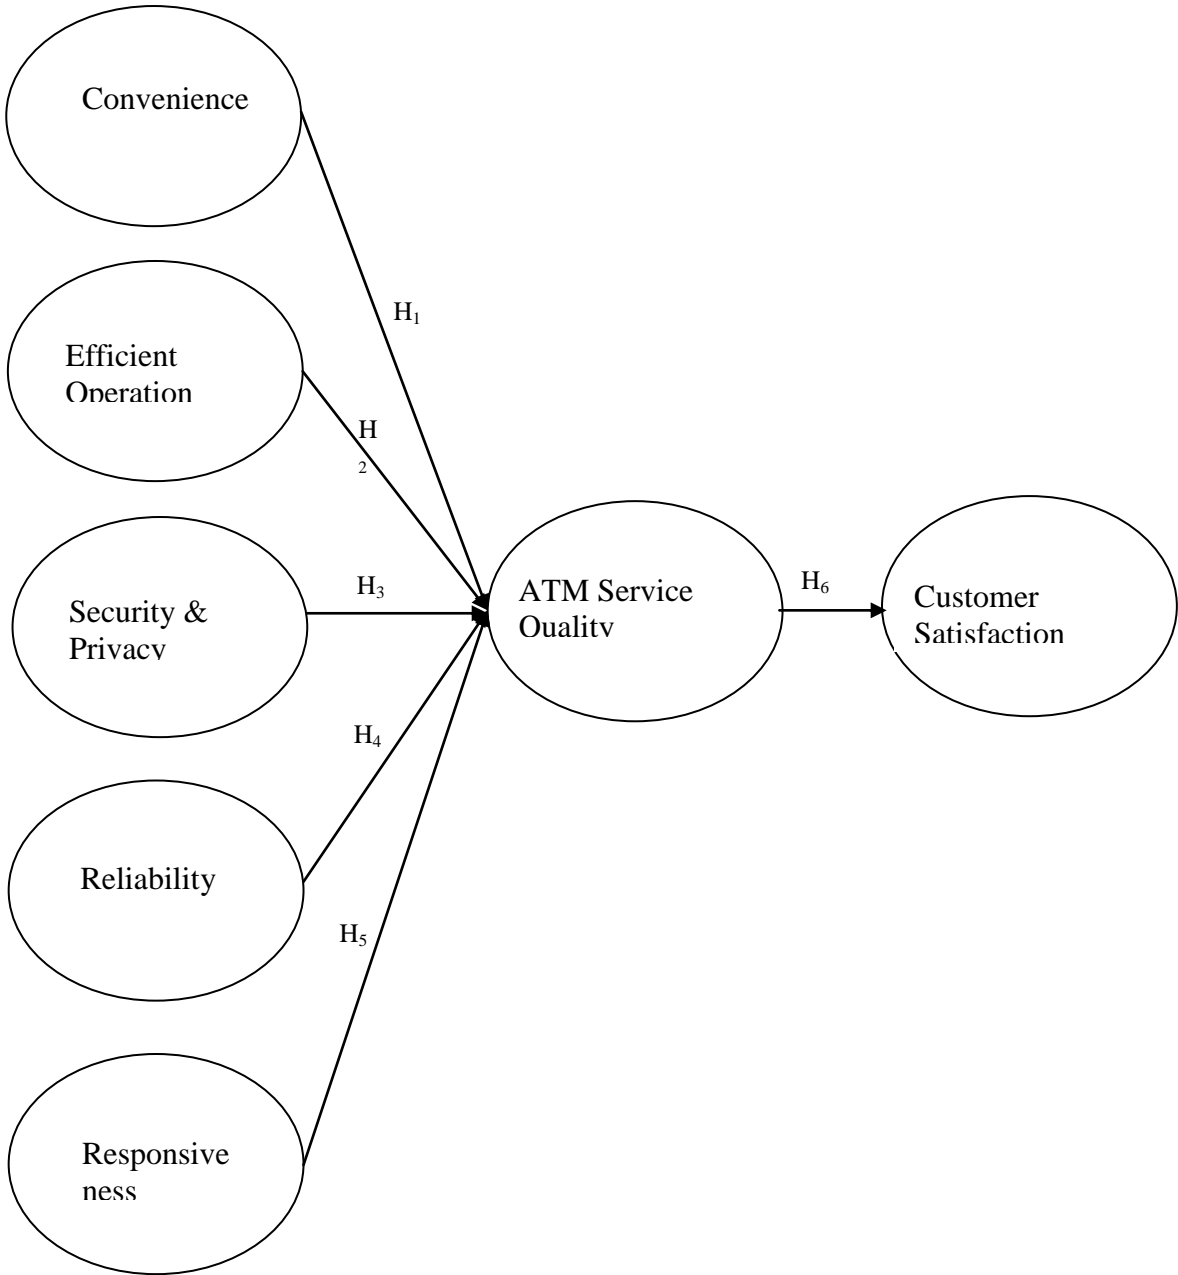 Convenience
H₁
Efficient
Operation
H
₂
Security &
Privacy
H₃
ATM Service
Quality
H₆
Customer
Satisfaction
H₄
Reliability
H₅
Responsive
ness